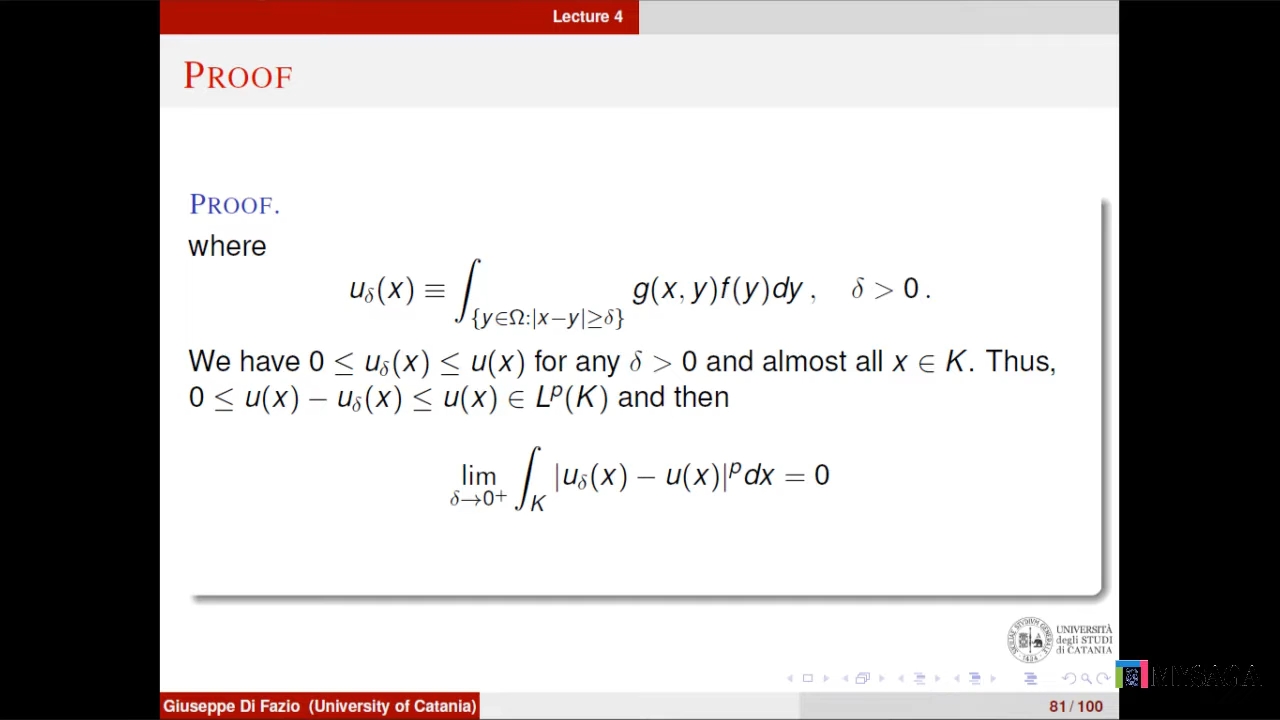 Lecture 4
PROOF
PROOF.
where
u_δ(x) ≡ ∫_{y∈Ω:|x−y|≥δ} g(x, y)f(y)dy , δ > 0 .
We have 0 ≤ u_δ(x) ≤ u(x) for any δ > 0 and almost all x ∈ K. Thus,
0 ≤ u(x) − u_δ(x) ≤ u(x) ∈ L^p(K) and then
lim_{δ→0^+} ∫_K |u_δ(x) − u(x)|^p dx = 0
UNIVERSITÀ
degli STUDI
di CATANIA
Giuseppe Di Fazio (University of Catania)
81 / 100